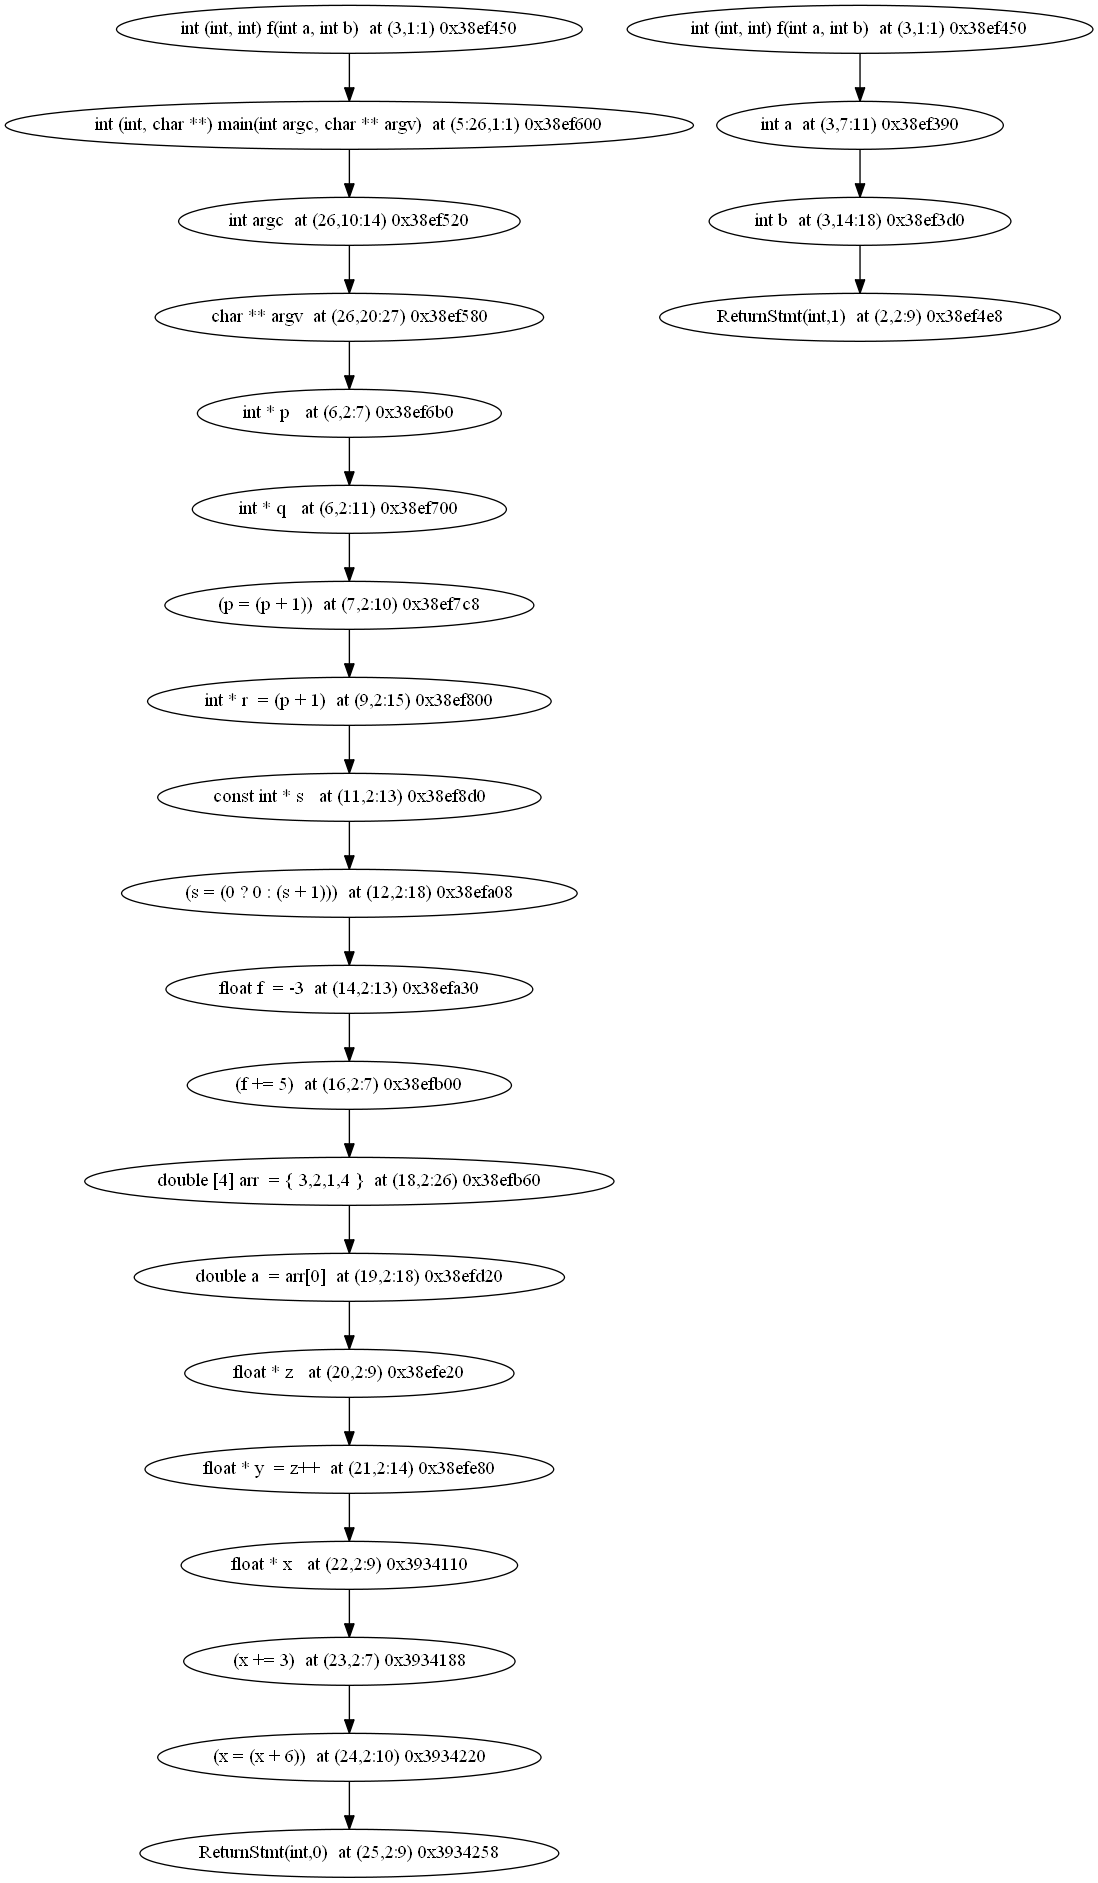 int (int, int) f(int a, int b) at (3,1:1) 0x38ef450
int (int, char **) main(int argc, char ** argv) at (5:26,1:1) 0x38ef600
int argc at (26,10:14) 0x38ef520
char ** argv at (26,20:27) 0x38ef580
int * p at (6,2:7) 0x38ef6b0
int * q at (6,2:11) 0x38ef700
(p = (p + 1)) at (7,2:10) 0x38ef7c8
int * r = (p + 1) at (9,2:15) 0x38ef800
const int * s at (11,2:13) 0x38ef8d0
(s = (0 ? 0 : (s + 1))) at (12,2:18) 0x38efa08
float f = -3 at (14,2:13) 0x38efa30
(f += 5) at (16,2:7) 0x38efb00
double [4] arr = { 3,2,1,4 } at (18,2:26) 0x38efb60
double a = arr[0] at (19,2:18) 0x38efd20
float * z at (20,2:9) 0x38efe20
float * y = z++ at (21,2:14) 0x38efe80
float * x at (22,2:9) 0x3934110
(x += 3) at (23,2:7) 0x3934188
(x = (x + 6)) at (24,2:10) 0x3934220
ReturnStmt(int,0) at (25,2:9) 0x3934258
int (int, int) f(int a, int b) at (3,1:1) 0x38ef450
int a at (3,7:11) 0x38ef390
int b at (3,14:18) 0x38ef3d0
ReturnStmt(int,1) at (2,2:9) 0x38ef4e8